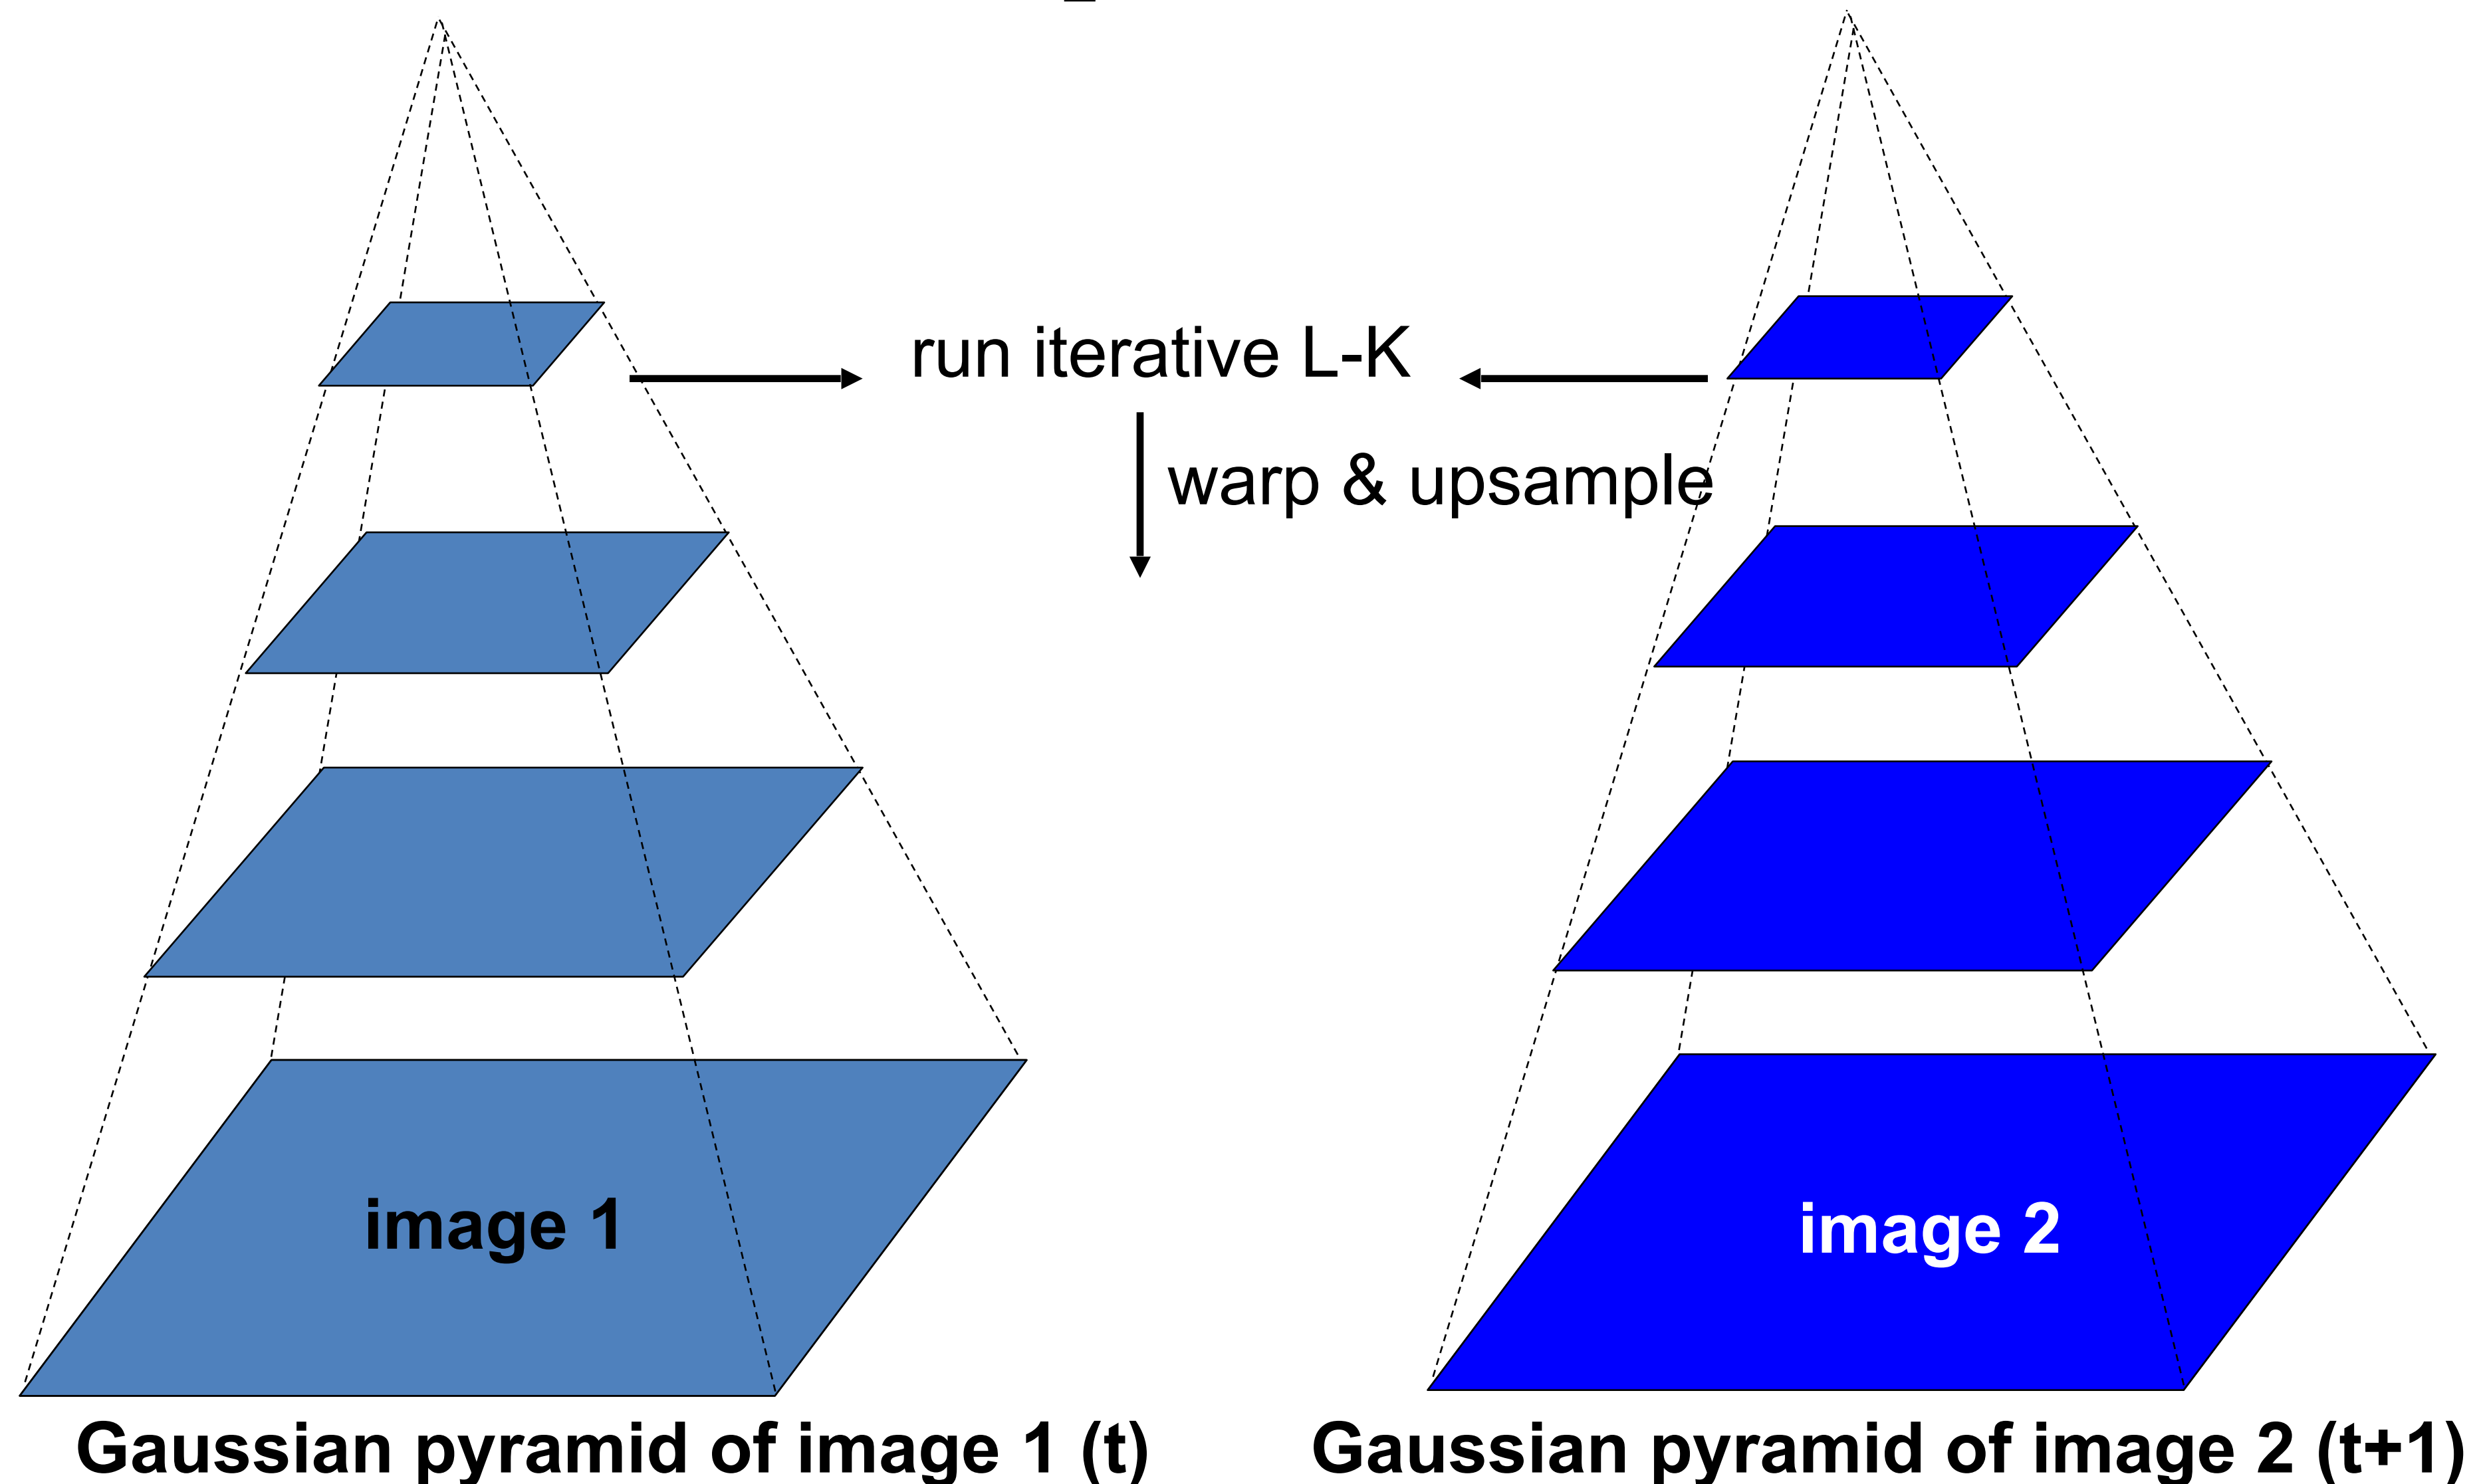 run iterative L-K
warp & upsample
image 1
image 2
Gaussian pyramid of image 1 (t)
Gaussian pyramid of image 2 (t+1)